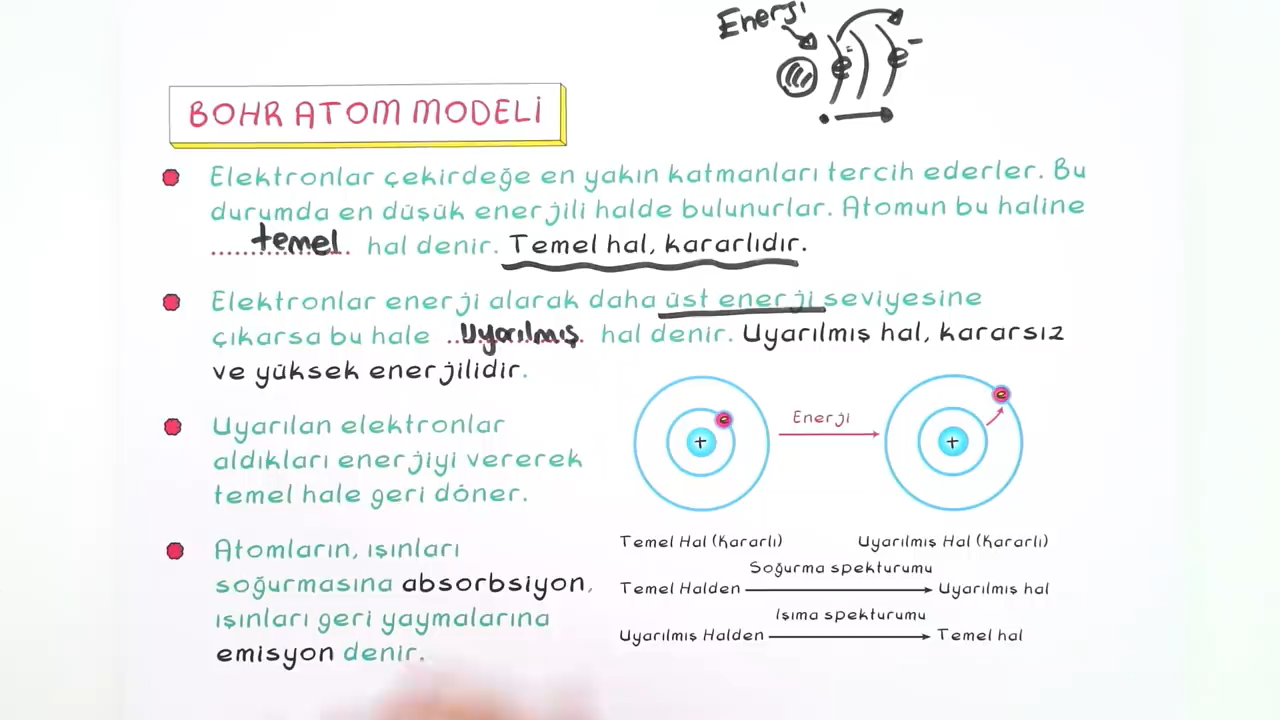 Enerji
e⁻ e⁻
BOHR ATOM MODELİ
Elektronlar çekirdeğe en yakın katmanları tercih ederler. Bu
durumda en düşük enerjili halde bulunurlar. Atomun bu haline
temel hal denir. Temel hal, kararlıdır.
Elektronlar enerji alarak daha üst enerji seviyesine
çıkarsa bu hale Uyarılmış hal denir. Uyarılmış hal, kararsız
ve yüksek enerjilidir.
Uyarılan elektronlar
aldıkları enerjiyi vererek
temel hale geri döner.
Atomların, ışınları
soğurmasına absorbsiyon,
ışınları geri yaymalarına
emisyon denir.
e
+
Enerji
e
+
Temel Hal (Kararlı) Uyarılmış Hal (Kararlı)
Soğurma spekturumu
Temel Halden Uyarılmış hal
Işıma spekturumu
Uyarılmış Halden Temel hal